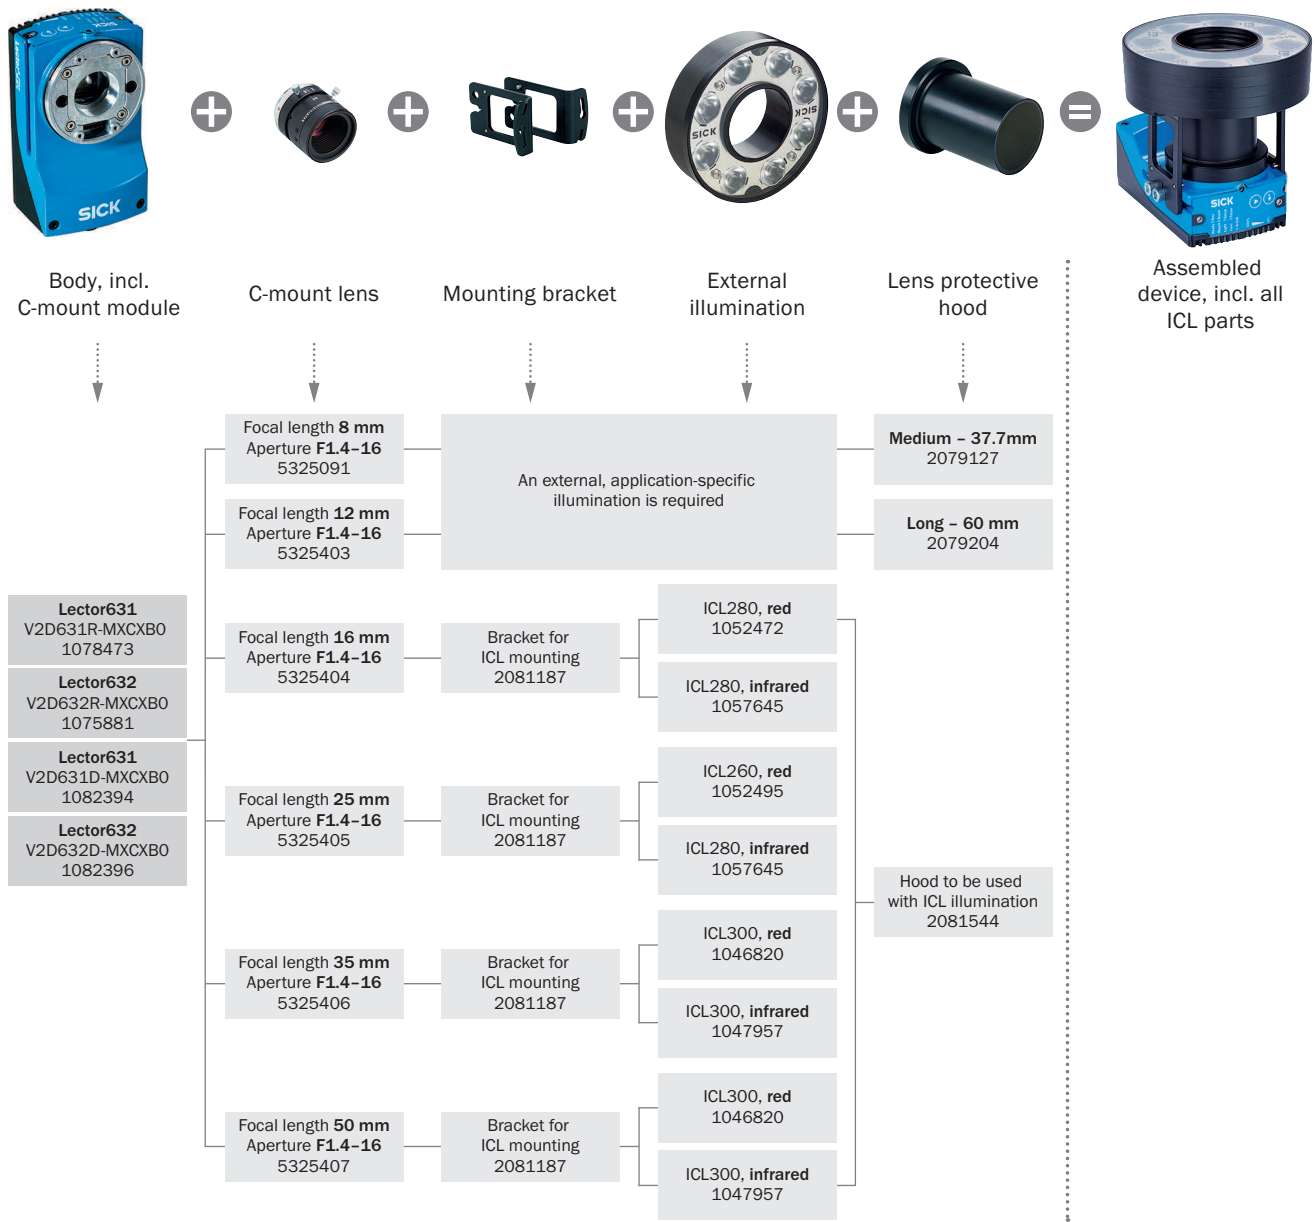 SICK
SICK
SICK
SICK
Body, incl.
C-mount module
C-mount lens
Mounting bracket
External
illumination
Lens protective
hood
Assembled
device, incl. all
ICL parts
Focal length 8 mm
Aperture F1.4–16
5325091
Focal length 12 mm
Aperture F1.4–16
5325403
An external, application-specific
illumination is required
Medium – 37.7mm
2079127
Long – 60 mm
2079204
Lector631
V2D631R-MXCXB0
1078473
Lector632
V2D632R-MXCXB0
1075881
Lector631
V2D631D-MXCXB0
1082394
Lector632
V2D632D-MXCXB0
1082396
Focal length 16 mm
Aperture F1.4–16
5325404
Bracket for
ICL mounting
2081187
ICL280, red
1052472
ICL280, infrared
1057645
Focal length 25 mm
Aperture F1.4–16
5325405
Bracket for
ICL mounting
2081187
ICL260, red
1052495
ICL280, infrared
1057645
Hood to be used
with ICL illumination
2081544
Focal length 35 mm
Aperture F1.4–16
5325406
Bracket for
ICL mounting
2081187
ICL300, red
1046820
ICL300, infrared
1047957
Focal length 50 mm
Aperture F1.4–16
5325407
Bracket for
ICL mounting
2081187
ICL300, red
1046820
ICL300, infrared
1047957